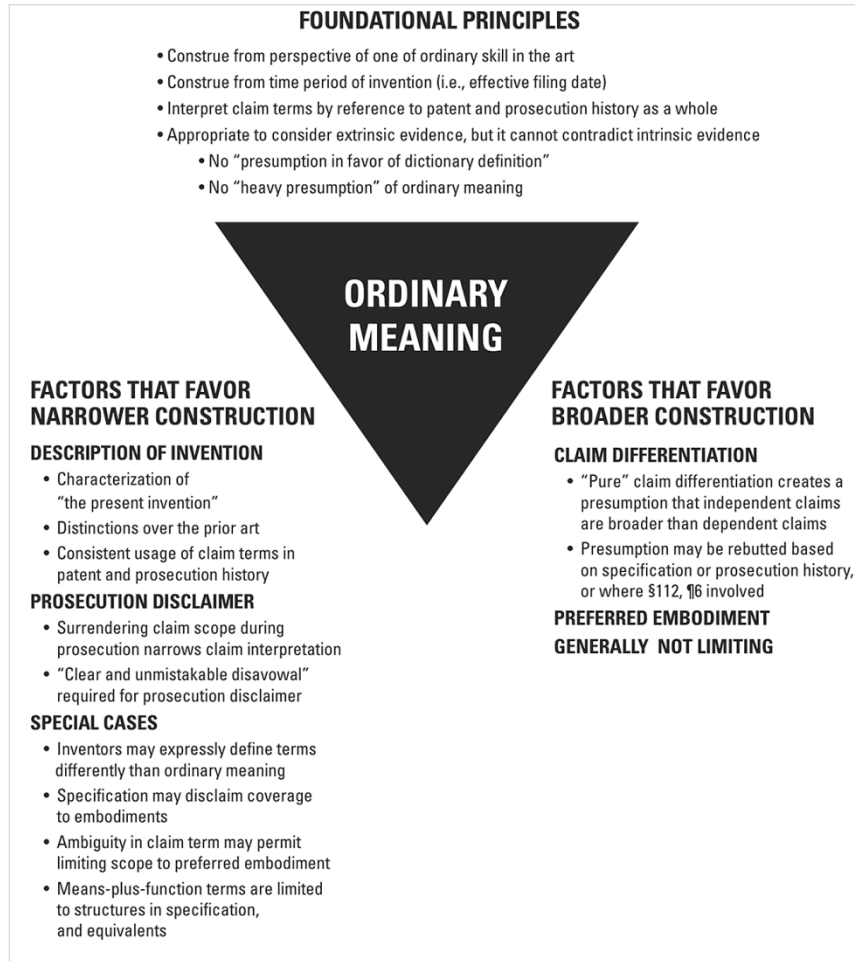 FOUNDATIONAL PRINCIPLES
• Construe from perspective of one of ordinary skill in the art
• Construe from time period of invention (i.e., effective filing date)
• Interpret claim terms by reference to patent and prosecution history as a whole
• Appropriate to consider extrinsic evidence, but it cannot contradict intrinsic evidence
• No “presumption in favor of dictionary definition”
• No “heavy presumption” of ordinary meaning
ORDINARY
MEANING
FACTORS THAT FAVOR
NARROWER CONSTRUCTION
DESCRIPTION OF INVENTION
• Characterization of
“the present invention”
• Distinctions over the prior art
• Consistent usage of claim terms in
patent and prosecution history
PROSECUTION DISCLAIMER
• Surrendering claim scope during
prosecution narrows claim interpretation
• “Clear and unmistakable disavowal”
required for prosecution disclaimer
SPECIAL CASES
• Inventors may expressly define terms
differently than ordinary meaning
• Specification may disclaim coverage
to embodiments
• Ambiguity in claim term may permit
limiting scope to preferred embodiment
• Means-plus-function terms are limited
to structures in specification,
and equivalents
FACTORS THAT FAVOR
BROADER CONSTRUCTION
CLAIM DIFFERENTIATION
• “Pure” claim differentiation creates a
presumption that independent claims
are broader than dependent claims
• Presumption may be rebutted based
on specification or prosecution history,
or where §112, ¶6 involved
PREFERRED EMBODIMENT
GENERALLY NOT LIMITING